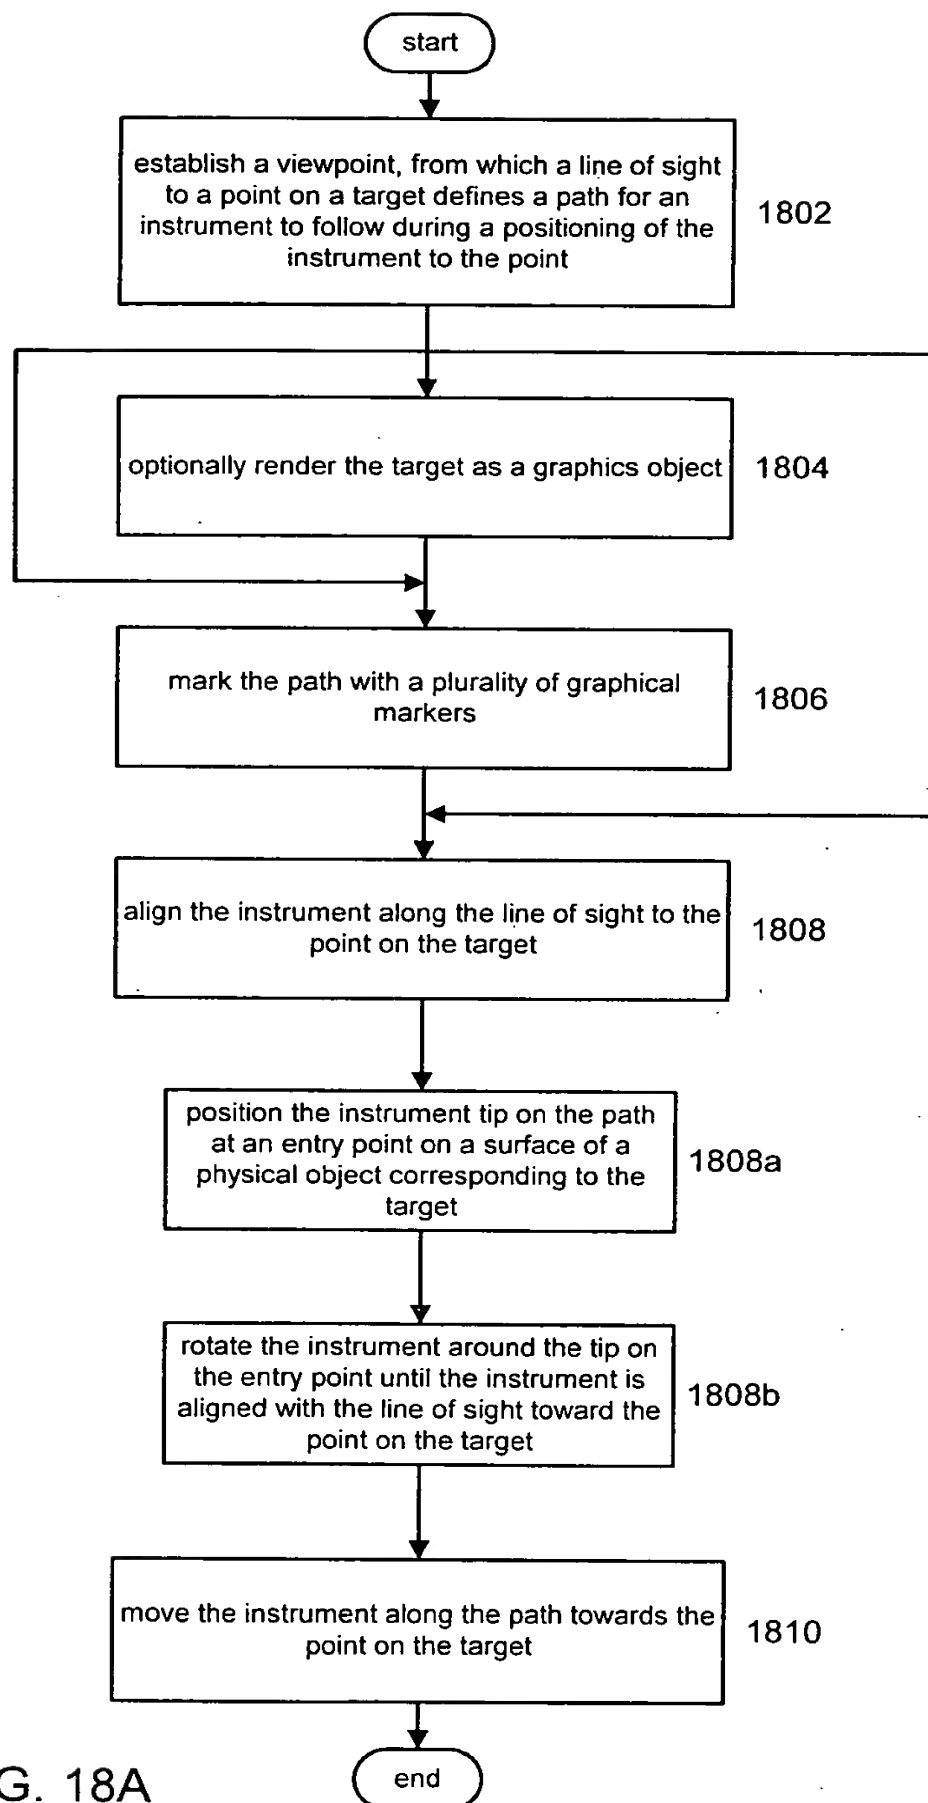 start
establish a viewpoint, from which a line of sight
to a point on a target defines a path for an
instrument to follow during a positioning of the
instrument to the point
1802
optionally render the target as a graphics object
1804
mark the path with a plurality of graphical
markers
1806
align the instrument along the line of sight to the
point on the target
1808
position the instrument tip on the path
at an entry point on a surface of a
physical object corresponding to the
target
1808a
rotate the instrument around the tip on
the entry point until the instrument is
aligned with the line of sight toward the
point on the target
1808b
move the instrument along the path towards the
point on the target
1810
end
G. 18A